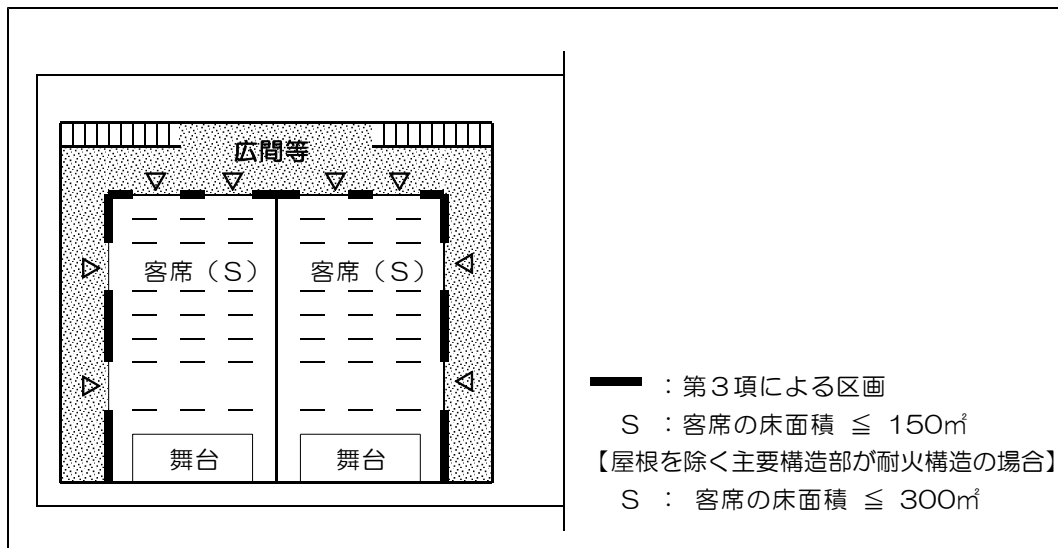 広間等
客席（S） 客席（S）
舞台 舞台
：第３項による区画
S ：客席の床面積 ≦ 150㎡
【屋根を除く主要構造部が耐火構造の場合】
S ： 客席の床面積 ≦ 300㎡